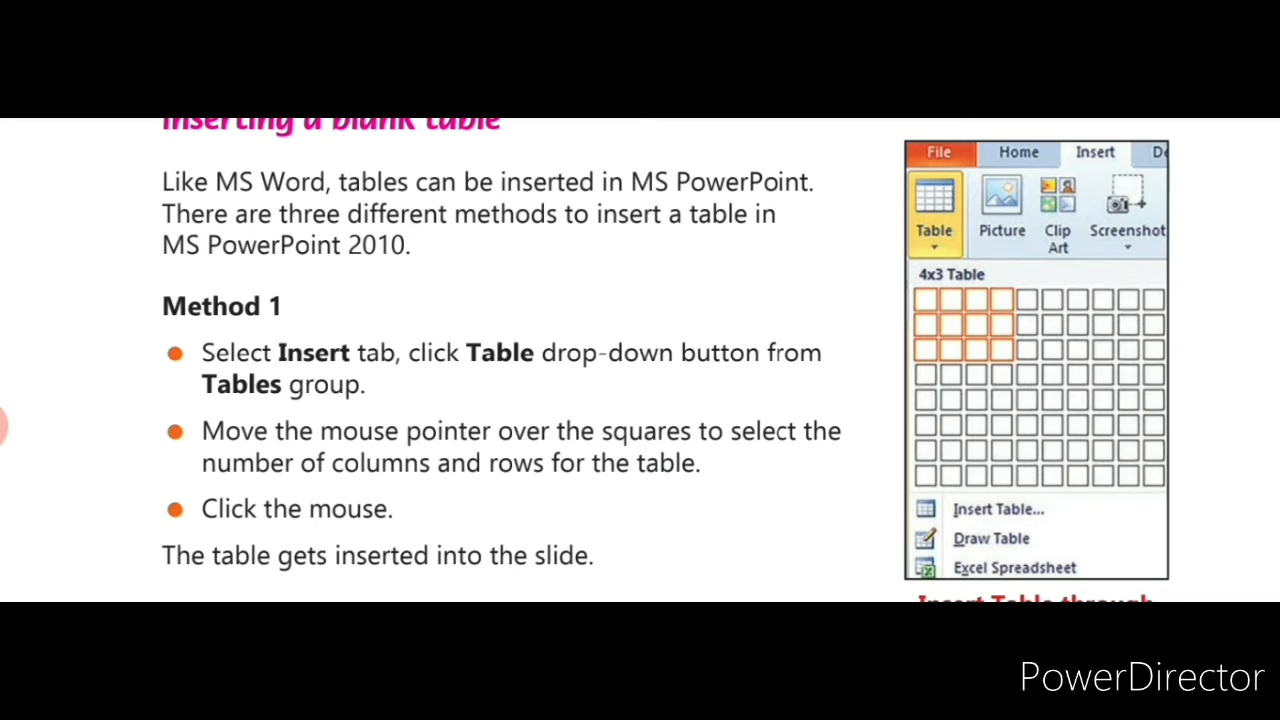 Inserting a blank table
Like MS Word, tables can be inserted in MS PowerPoint.
There are three different methods to insert a table in
MS PowerPoint 2010.
Method 1
Select Insert tab, click Table drop-down button from
Tables group.
Move the mouse pointer over the squares to select the
number of columns and rows for the table.
Click the mouse.
The table gets inserted into the slide.
File Home Insert De
Table Picture Clip Art Screenshot
4x3 Table
Insert Table...
Draw Table
Excel Spreadsheet
Insert Table through
PowerDirector